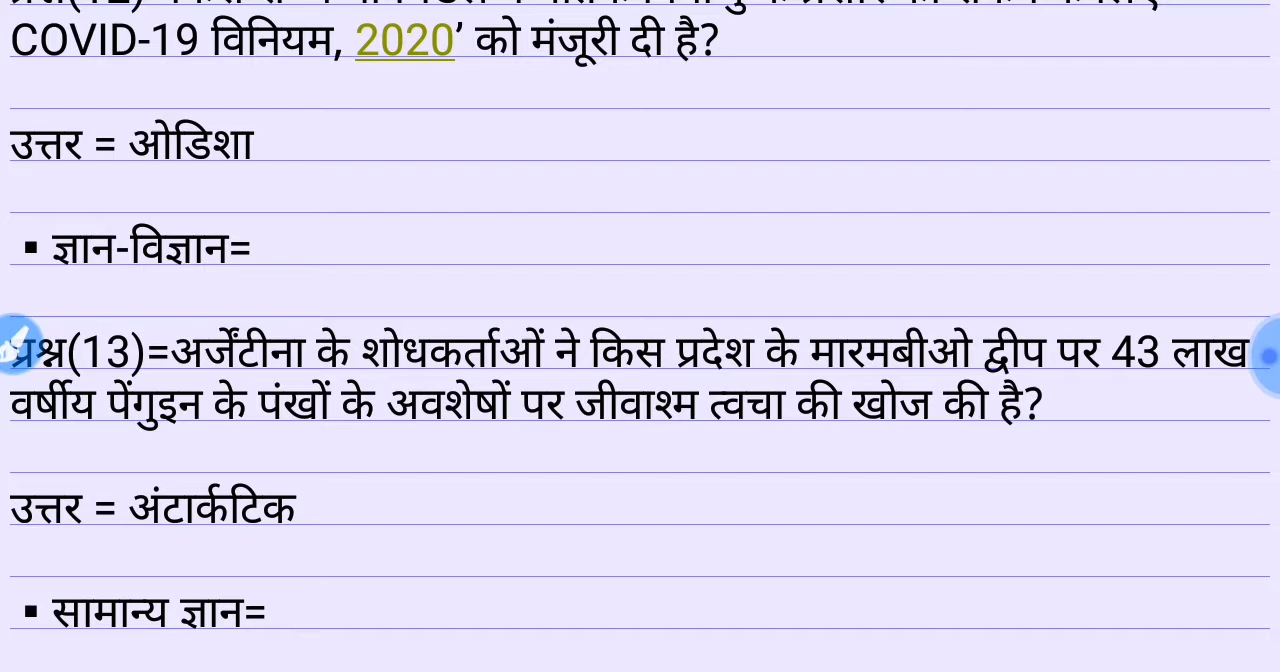 COVID-19 विनियम, 2020’ को मंजूरी दी है?
उत्तर = ओडिशा
▪ ज्ञान-विज्ञान=
प्रश्न(13)=अर्जेंटीना के शोधकर्ताओं ने किस प्रदेश के मारमबीओ द्वीप पर 43 लाख
वर्षीय पेंगुइन के पंखों के अवशेषों पर जीवाश्म त्वचा की खोज की है?
उत्तर = अंटार्कटिक
▪ सामान्य ज्ञान=